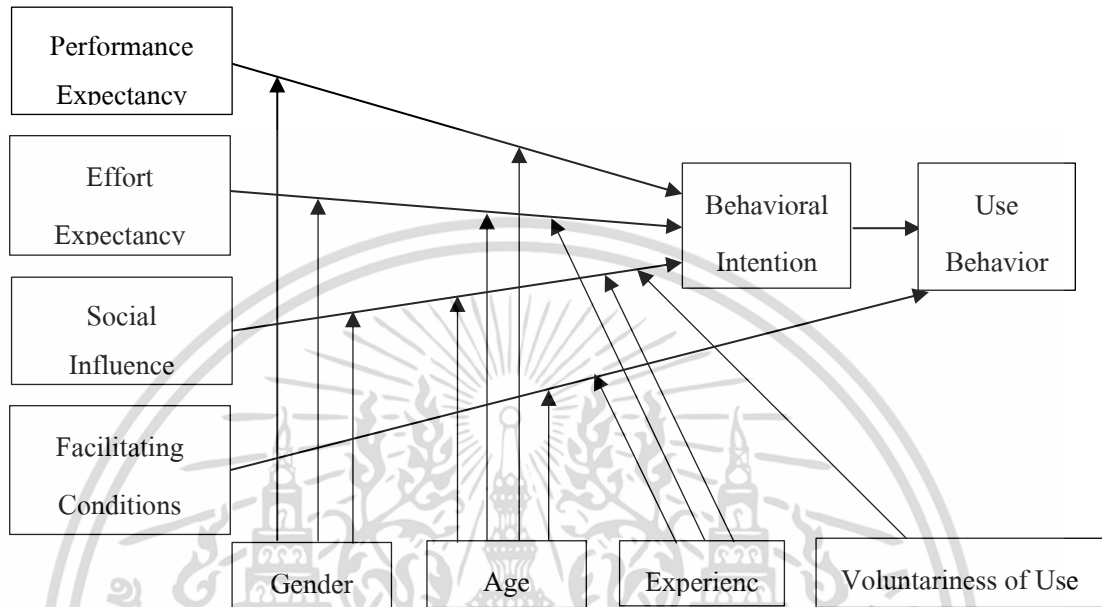 Performance
Expectancy
Effort
Expectancy
Social
Influence
Facilitating
Conditions
Behavioral
Intention
Use
Behavior
Gender
Age
Experienc
Voluntariness of Use